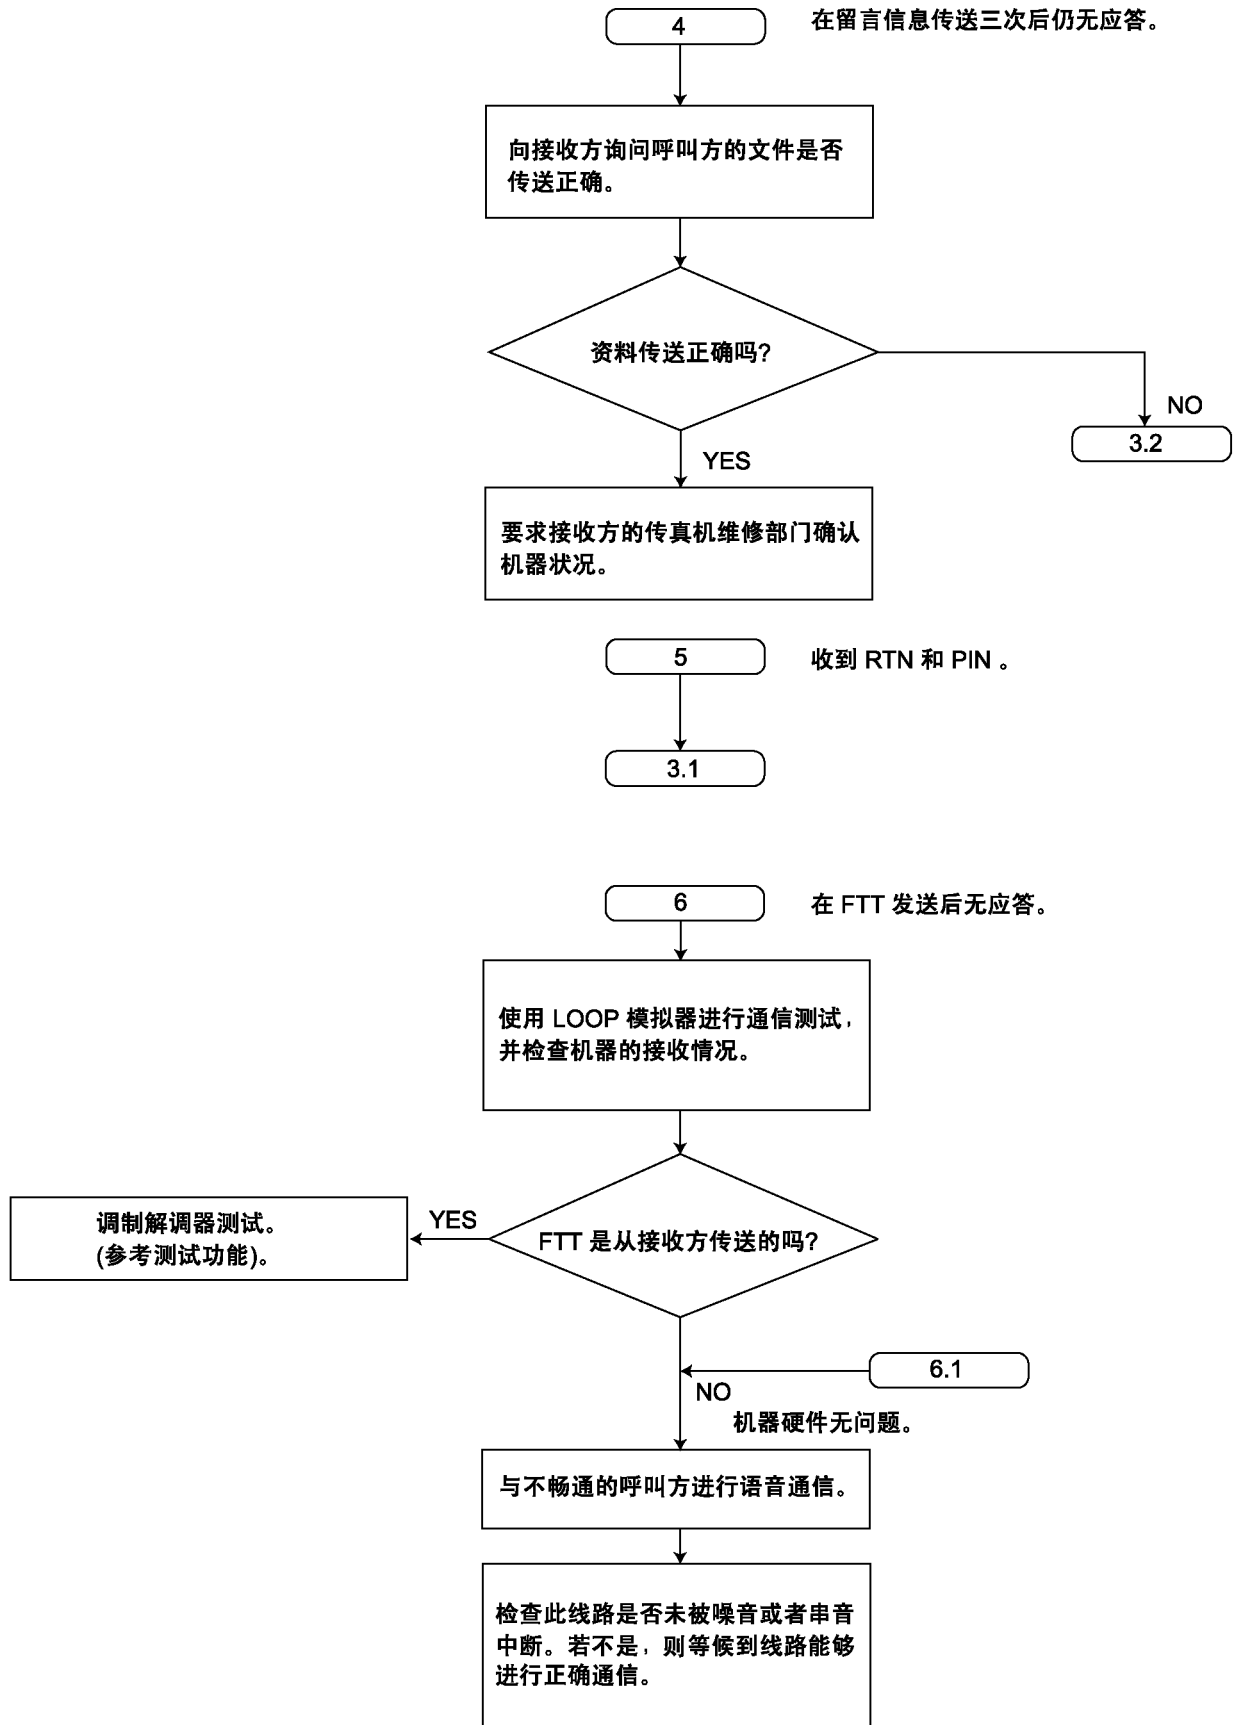 4
在留言信息传送三次后仍无应答。
向接收方询问呼叫方的文件是否
传送正确。
资料传送正确吗?
NO
3.2
YES
要求接收方的传真机维修部门确认
机器状况。
5
收到 RTN 和 PIN 。
3.1
6
在 FTT 发送后无应答。
使用 LOOP 模拟器进行通信测试，
并检查机器的接收情况。
YES
调制解调器测试。
(参考测试功能)。
FTT 是从接收方传送的吗?
6.1
NO
机器硬件无问题。
与不畅通的呼叫方进行语音通信。
检查此线路是否未被噪音或者串音
中断。若不是，则等候到线路能够
进行正确通信。